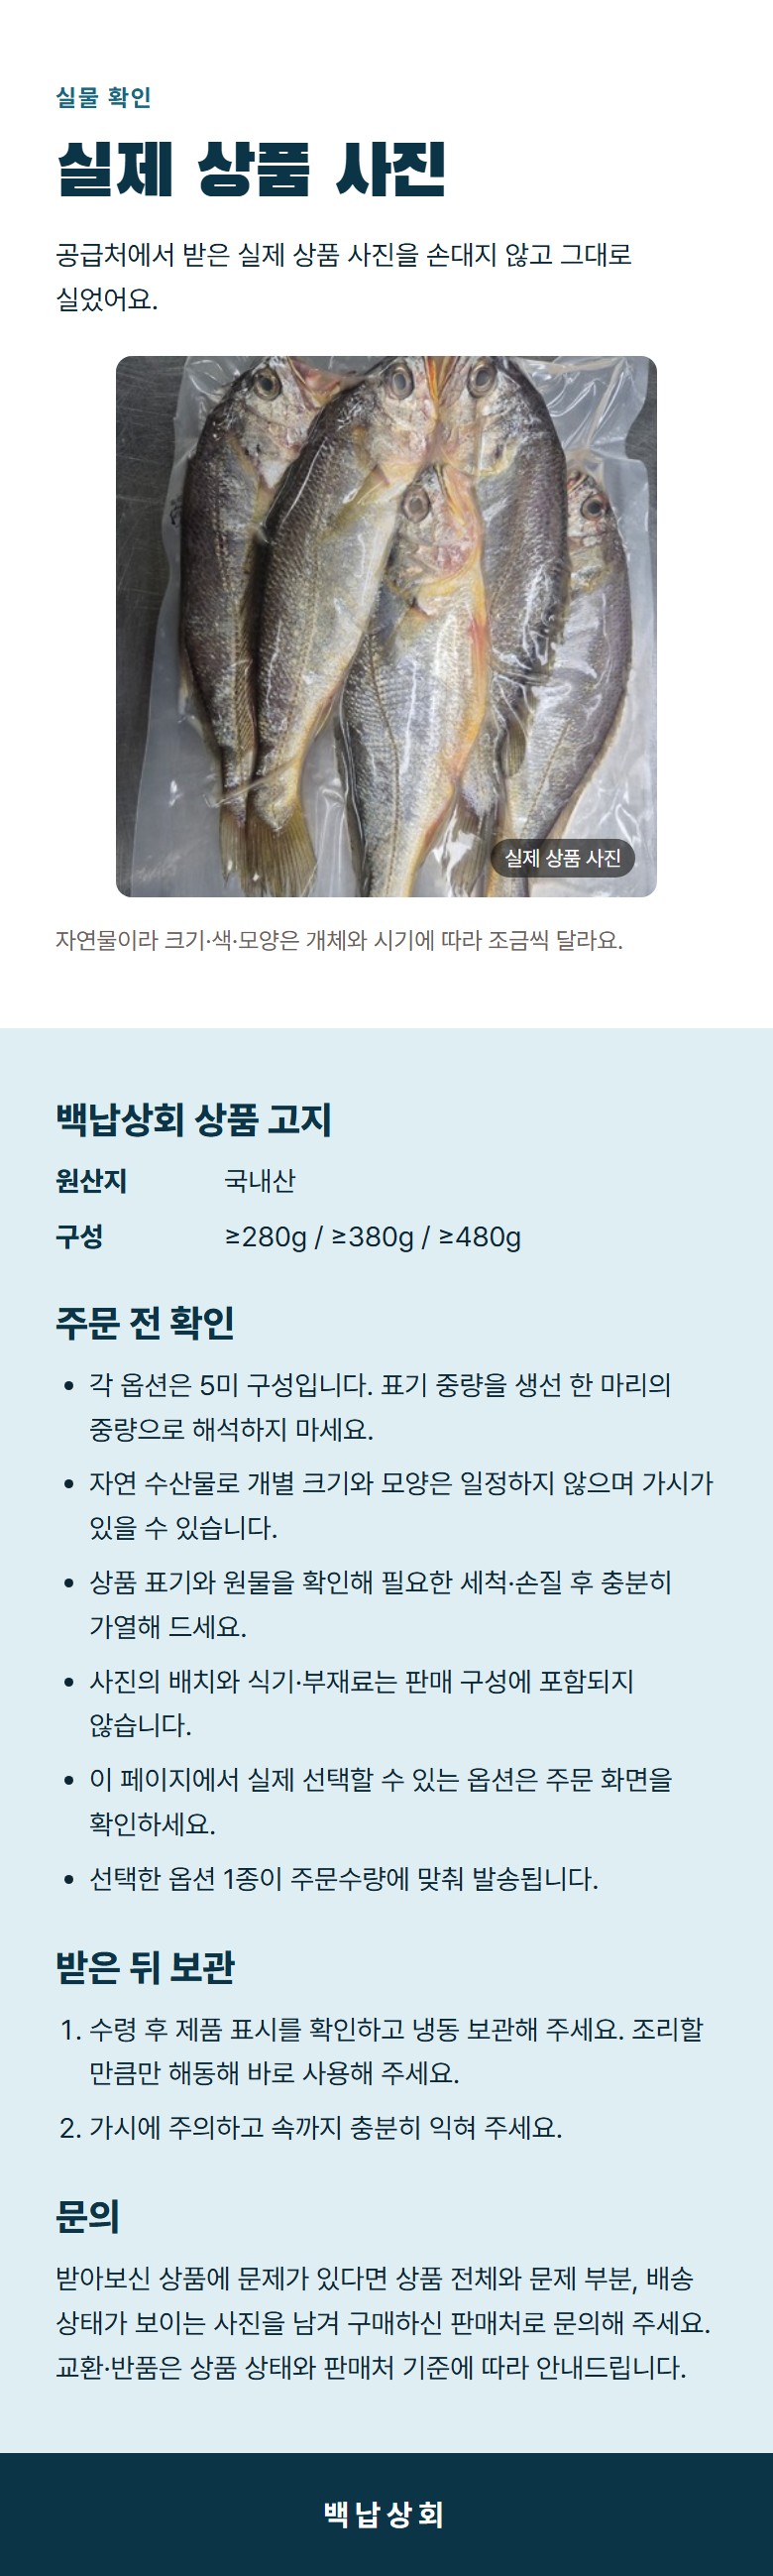 실물 확인
실제 상품 사진
공급처에서 받은 실제 상품 사진을 손대지 않고 그대로
실었어요.
실제 상품 사진
자연물이라 크기·색·모양은 개체와 시기에 따라 조금씩 달라요.
백납상회 상품 고지
원산지 국내산
구성 ≥280g / ≥380g / ≥480g
주문 전 확인
• 각 옵션은 5미 구성입니다. 표기 중량을 생선 한 마리의
중량으로 해석하지 마세요.
• 자연 수산물로 개별 크기와 모양은 일정하지 않으며 가시가
있을 수 있습니다.
• 상품 표기와 원물을 확인해 필요한 세척·손질 후 충분히
가열해 드세요.
• 사진의 배치와 식기·부재료는 판매 구성에 포함되지
않습니다.
• 이 페이지에서 실제 선택할 수 있는 옵션은 주문 화면을
확인하세요.
• 선택한 옵션 1종이 주문수량에 맞춰 발송됩니다.
받은 뒤 보관
1. 수령 후 제품 표시를 확인하고 냉동 보관해 주세요. 조리할
만큼만 해동해 바로 사용해 주세요.
2. 가시에 주의하고 속까지 충분히 익혀 주세요.
문의
받아보신 상품에 문제가 있다면 상품 전체와 문제 부분, 배송
상태가 보이는 사진을 남겨 구매하신 판매처로 문의해 주세요.
교환·반품은 상품 상태와 판매처 기준에 따라 안내드립니다.
백납상회